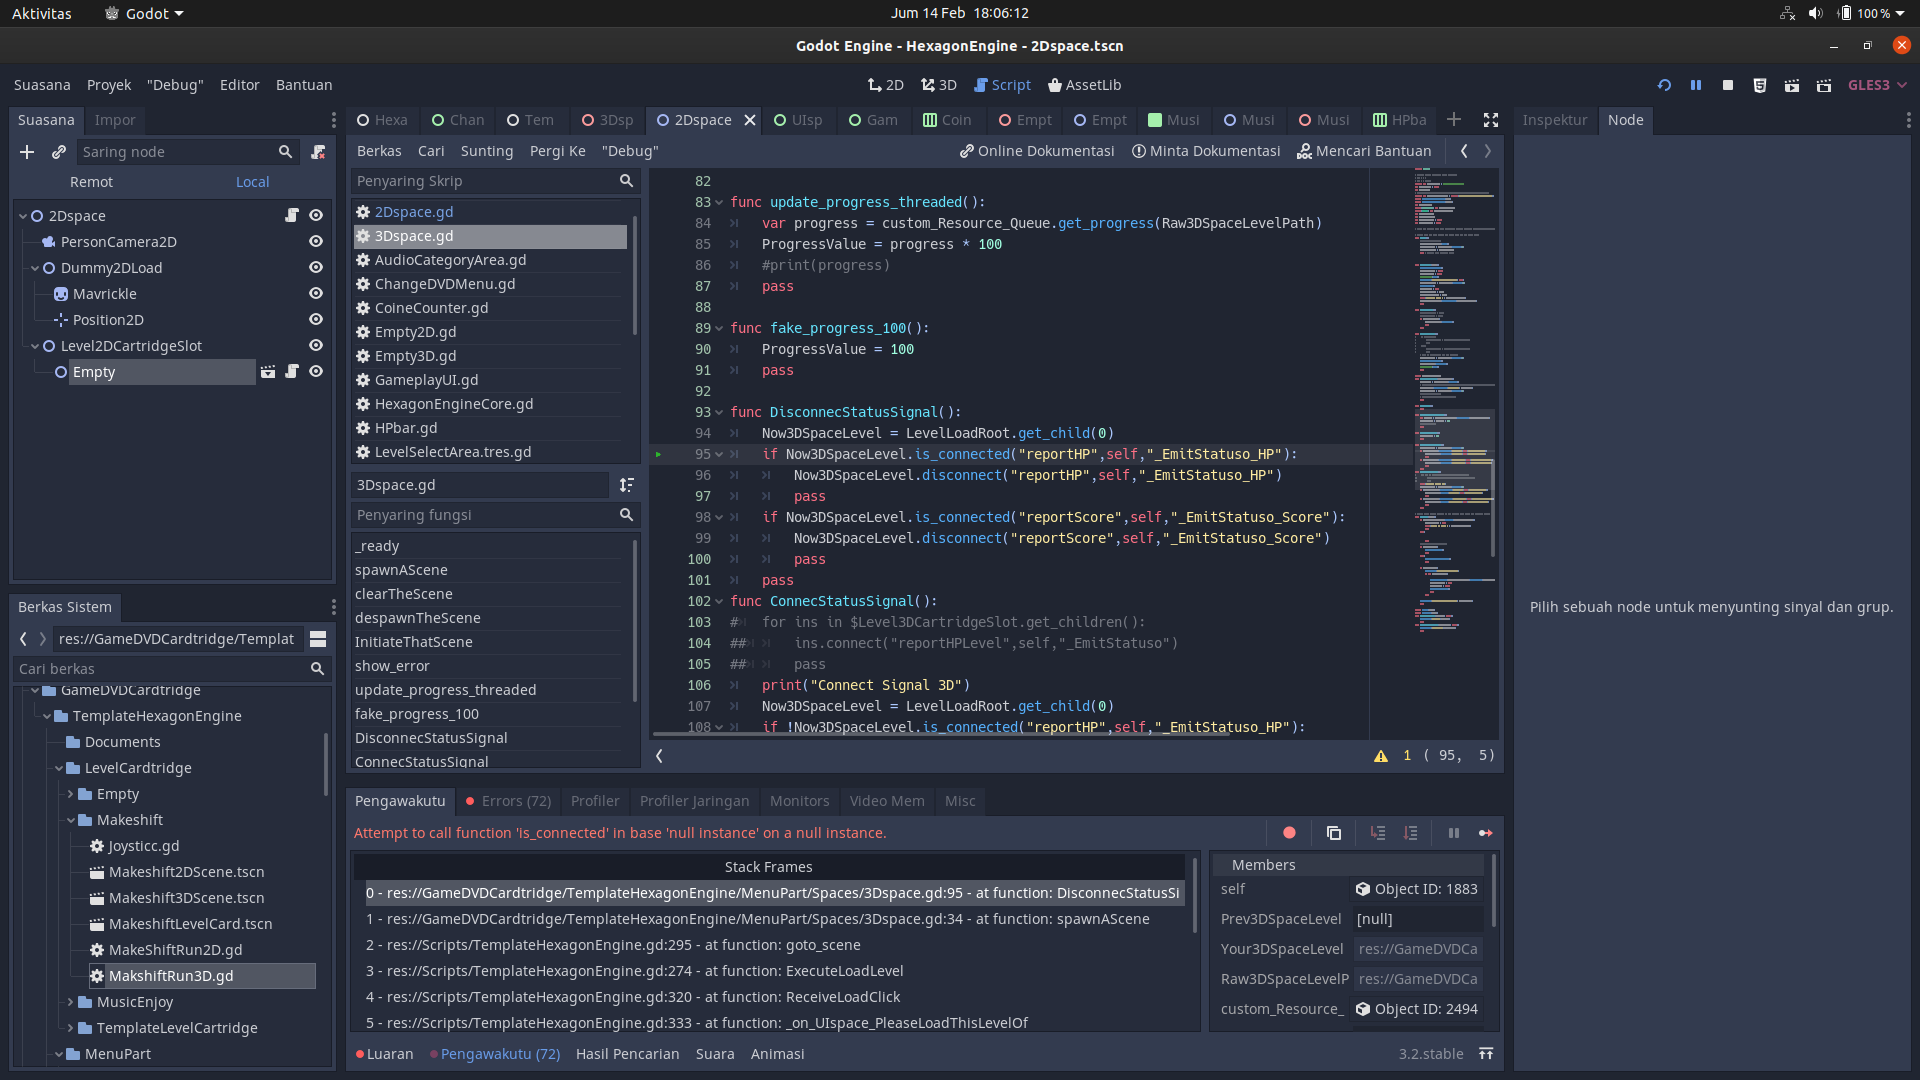 Aktivitas
Godot
Jum 14 Feb 18:06:12
100 %
Godot Engine - HexagonEngine - 2Dspace.tscn
Suasana Proyek "Debug" Editor Bantuan
2D 3D Script AssetLib
GLES3
Suasana Impor
Saring node
Remot Local
2Dspace
PersonCamera2D
Dummy2DLoad
Mavrickle
Position2D
Level2DCartridgeSlot
Empty
Berkas Sistem
res://GameDVDCardtridge/Templat
Cari berkas
GameDVDCardtridge
TemplateHexagonEngine
Documents
LevelCardtridge
Empty
Makeshift
Joysticc.gd
Makeshift2DScene.tscn
Makeshift3DScene.tscn
MakeshiftLevelCard.tscn
MakeShiftRun2D.gd
MakshiftRun3D.gd
MusicEnjoy
TemplateLevelCartridge
MenuPart
Hexa Chan Tem 3Dsp 2Dspace UIsp Gam Coin Empt Empt Musi Musi Musi HPba
Berkas Cari Sunting Pergi Ke "Debug"
Online Dokumentasi Minta Dokumentasi Mencari Bantuan
Penyaring Skrip
2Dspace.gd
3Dspace.gd
AudioCategoryArea.gd
ChangeDVDMenu.gd
CoineCounter.gd
Empty2D.gd
Empty3D.gd
GameplayUI.gd
HexagonEngineCore.gd
HPbar.gd
LevelSelectArea.tres.gd
3Dspace.gd
Penyaring fungsi
_ready
spawnAScene
clearTheScene
despawnTheScene
InitiateThatScene
show_error
update_progress_threaded
fake_progress_100
DisconnecStatusSignal
ConnecStatusSignal
82
83 func update_progress_threaded():
84 var progress = custom_Resource_Queue.get_progress(Raw3DSpaceLevelPath)
85 ProgressValue = progress * 100
86 #print(progress)
87 pass
88
89 func fake_progress_100():
90 ProgressValue = 100
91 pass
92
93 func DisconnecStatusSignal():
94 Now3DSpaceLevel = LevelLoadRoot.get_child(0)
95 if Now3DSpaceLevel.is_connected("reportHP",self,"_EmitStatuso_HP"):
96 Now3DSpaceLevel.disconnect("reportHP",self,"_EmitStatuso_HP")
97 pass
98 if Now3DSpaceLevel.is_connected("reportScore",self,"_EmitStatuso_Score"):
99 Now3DSpaceLevel.disconnect("reportScore",self,"_EmitStatuso_Score")
100 pass
101 pass
102 func ConnecStatusSignal():
103 # for ins in $Level3DCartridgeSlot.get_children():
104 ## ins.connect("reportHPLevel",self,"_EmitStatuso")
105 ## pass
106 print("Connect Signal 3D")
107 Now3DSpaceLevel = LevelLoadRoot.get_child(0)
108 if !Now3DSpaceLevel.is_connected("reportHP",self,"_EmitStatuso_HP"):
1 ( 95, 5)
Pengawakutu Errors (72) Profiler Profiler Jaringan Monitors Video Mem Misc
Attempt to call function 'is_connected' in base 'null instance' on a null instance.
Stack Frames
0 - res://GameDVDCardtridge/TemplateHexagonEngine/MenuPart/Spaces/3Dspace.gd:95 - at function: DisconnecStatusSi
1 - res://GameDVDCardtridge/TemplateHexagonEngine/MenuPart/Spaces/3Dspace.gd:34 - at function: spawnAScene
2 - res://Scripts/TemplateHexagonEngine.gd:295 - at function: goto_scene
3 - res://Scripts/TemplateHexagonEngine.gd:274 - at function: ExecuteLoadLevel
4 - res://Scripts/TemplateHexagonEngine.gd:320 - at function: ReceiveLoadClick
5 - res://Scripts/TemplateHexagonEngine.gd:333 - at function: _on_UIspace_PleaseLoadThisLevelOf
Members
self Object ID: 1883
Prev3DSpaceLevel [null]
Your3DSpaceLevel res://GameDVDCa
Raw3DSpaceLevelP res://GameDVDCa
custom_Resource_ Object ID: 2494
Luaran Pengawakutu (72) Hasil Pencarian Suara Animasi
3.2.stable
Inspektur Node
Pilih sebuah node untuk menyunting sinyal dan grup.